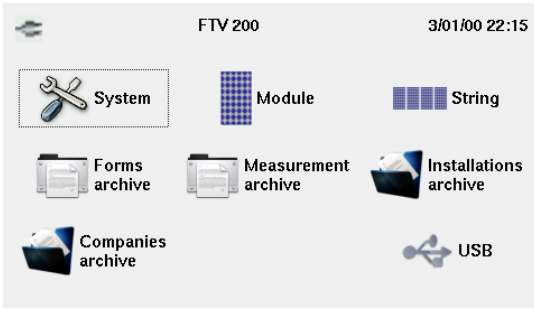 FTV 200
3/01/00 22:15
System
Module
String
Forms
archive
Measurement
archive
Installations
archive
Companies
archive
USB